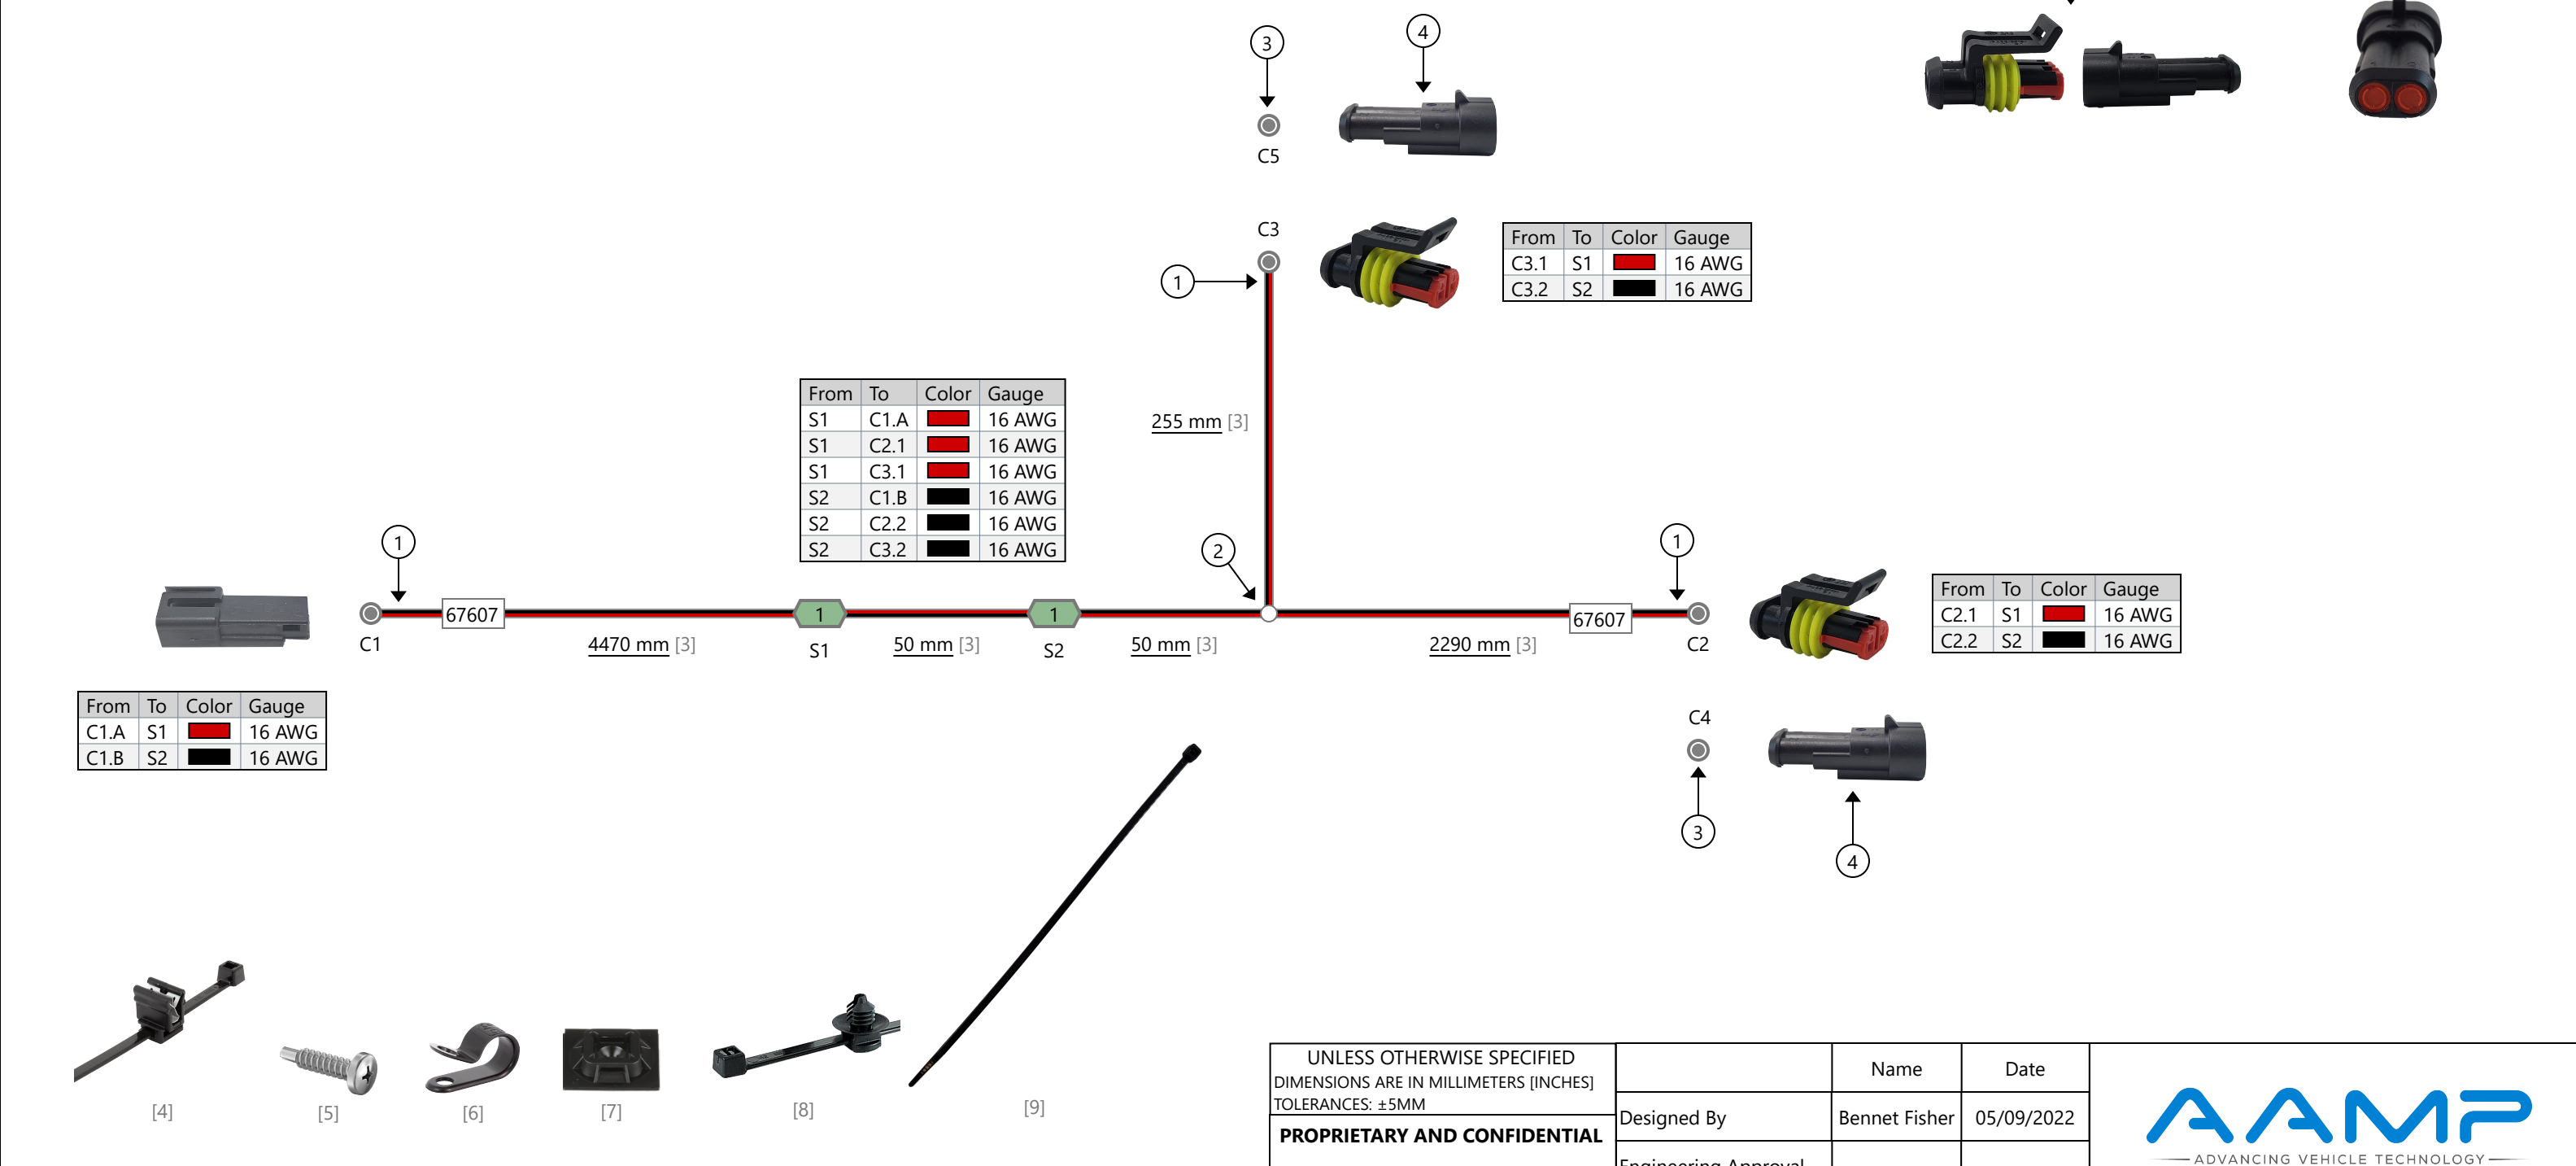 3
4
C5
C3
1
From To Color Gauge
C3.1 S1 16 AWG
C3.2 S2 16 AWG
255 mm [3]
From To Color Gauge
S1 C1.A 16 AWG
S1 C2.1 16 AWG
S1 C3.1 16 AWG
S2 C1.B 16 AWG
S2 C2.2 16 AWG
S2 C3.2 16 AWG
1
2
1
C1
67607
4470 mm [3]
1
S1
50 mm [3]
1
S2
50 mm [3]
2290 mm [3]
67607
C2
From To Color Gauge
C2.1 S1 16 AWG
C2.2 S2 16 AWG
From To Color Gauge
C1.A S1 16 AWG
C1.B S2 16 AWG
C4
3
4
[4]
[5]
[6]
[7]
[8]
[9]
UNLESS OTHERWISE SPECIFIED
DIMENSIONS ARE IN MILLIMETERS [INCHES]
TOLERANCES: ±5MM
PROPRIETARY AND CONFIDENTIAL
Name Date
Designed By Bennet Fisher 05/09/2022
Engineering Approval
AAMP
ADVANCING VEHICLE TECHNOLOGY